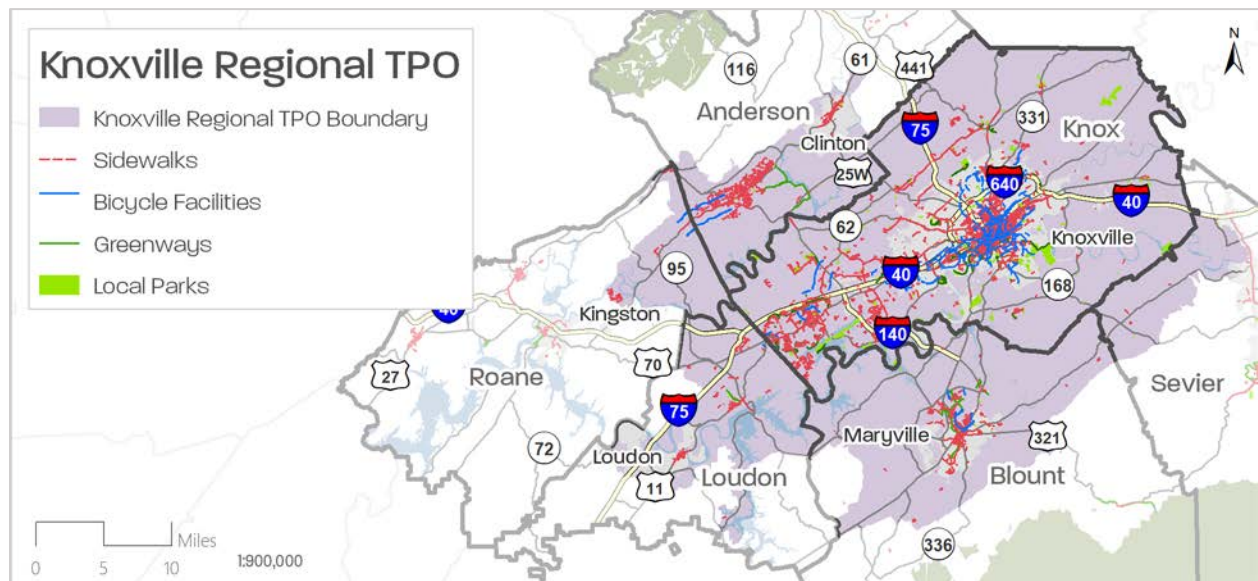 Knoxville Regional TPO
Knoxville Regional TPO Boundary
Sidewalks
Bicycle Facilities
Greenways
Local Parks
N
116
61
441
Anderson
75
331
Knox
Clinton
25W
640
40
62
Knoxville
95
40
168
Kingston
40
140
70
27
Roane
Sevier
75
Maryville
321
72
Loudon
Blount
11
Loudon
336
0 5 10
Miles
1:900,000